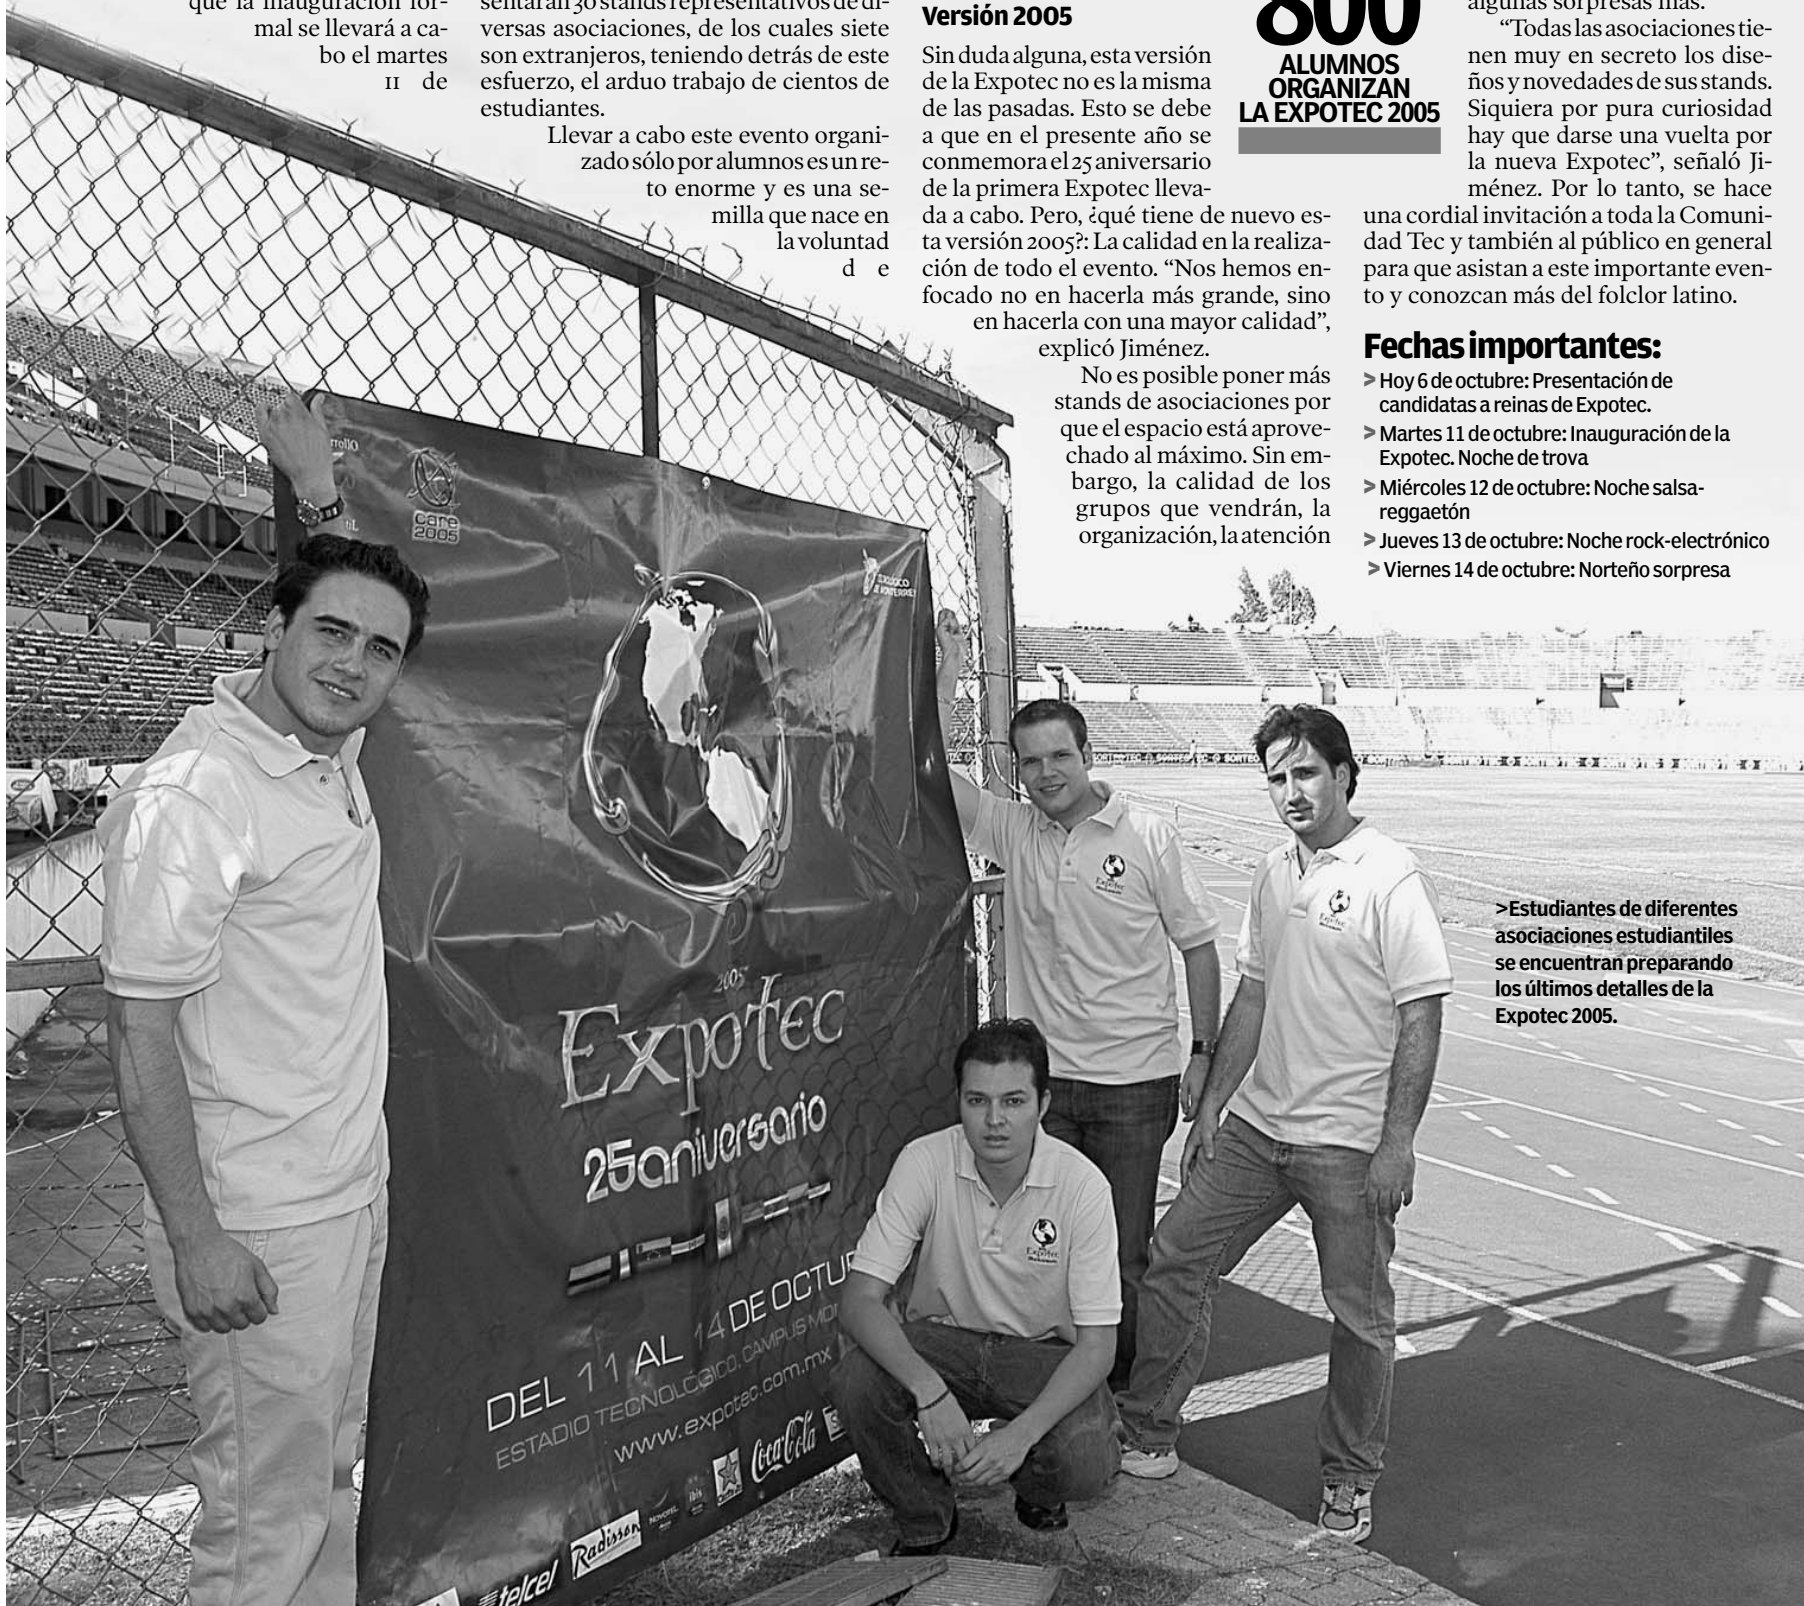 que la inauguración for-
mal se llevará a ca-
bo el martes
11 de
sentarán 30 stands representativos de di-
versas asociaciones, de los cuales siete
son extranjeros, teniendo detrás de este
esfuerzo, el arduo trabajo de cientos de
estudiantes.
Llevar a cabo este evento organi-
zado sólo por alumnos es un re-
to enorme y es una se-
milla que nace en
la voluntad
d e
Versión 2005
Sin duda alguna, esta versión
de la Expotec no es la misma
de las pasadas. Esto se debe
a que en el presente año se
conmemora el 25 aniversario
de la primera Expotec lleva-
da a cabo. Pero, ¿qué tiene de nuevo es-
ta versión 2005?: La calidad en la realiza-
ción de todo el evento. “Nos hemos en-
focado no en hacerla más grande, sino
en hacerla con una mayor calidad”,
explicó Jiménez.
No es posible poner más
stands de asociaciones por
que el espacio está aprove-
chado al máximo. Sin em-
bargo, la calidad de los
grupos que vendrán, la
organización, la atención
800
ALUMNOS
ORGANIZAN
LA EXPOTEC 2005
algunas sorpresas más.
“Todas las asociaciones tie-
nen muy en secreto los dise-
ños y novedades de sus stands.
Siquiera por pura curiosidad
hay que darse una vuelta por
la nueva Expotec”, señaló Ji-
ménez. Por lo tanto, se hace
una cordial invitación a toda la Comuni-
dad Tec y también al público en general
para que asistan a este importante even-
to y conozcan más del folclor latino.
Fechas importantes:
> Hoy 6 de octubre: Presentación de
candidatas a reinas de Expotec.
> Martes 11 de octubre: Inauguración de la
Expotec. Noche de trova
> Miércoles 12 de octubre: Noche salsa-
reggaetón
> Jueves 13 de octubre: Noche rock-electrónico
> Viernes 14 de octubre: Norteño sorpresa
>Estudiantes de diferentes
asociaciones estudiantiles
se encuentran preparando
los últimos detalles de la
Expotec 2005.
care
2005
2005
Expotec
25aniversario
DEL 11 AL 14 DE OCTU
ESTADIO TECNOLÓGICO, CAMPUS MO
www.expotec.com.mx
telcel
Radisson
NOVOTEL
ibis
Coca-Cola
Expotec
Expotec
Expotec